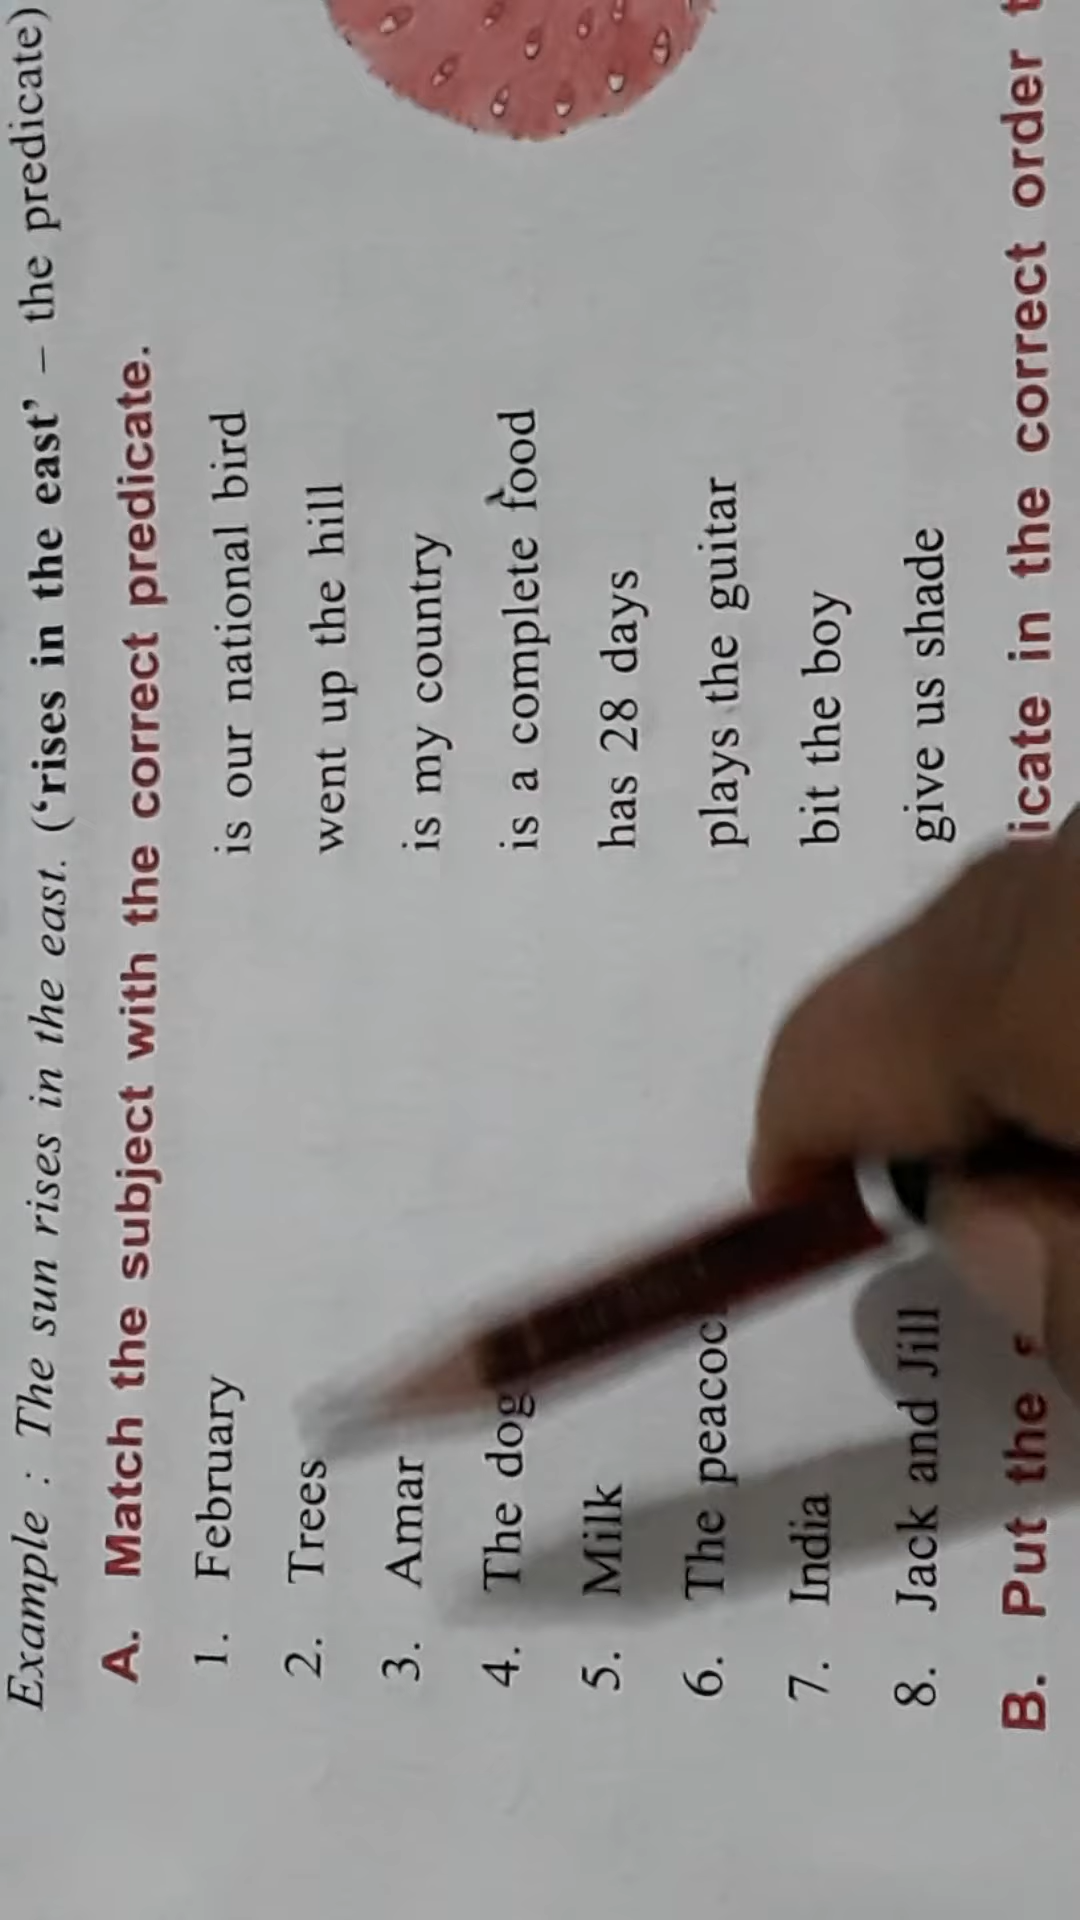 Example : The sun rises in the east. (‘rises in the east’ – the predicate)
A. Match the subject with the correct predicate.
1. February is our national bird
2. Trees went up the hill
3. Amar is my country
4. The dog is a complete food
5. Milk has 28 days
6. The peacoc plays the guitar
7. India bit the boy
8. Jack and Jill give us shade
B. Put the icate in the correct order